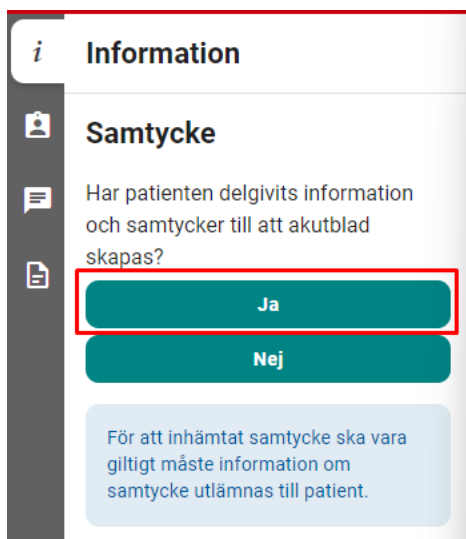 i
Information
Samtycke
Har patienten delgivits information
och samtycker till att akutblad
skapas?
Ja
Nej
För att inhämtat samtycke ska vara
giltigt måste information om
samtycke utlämnas till patient.